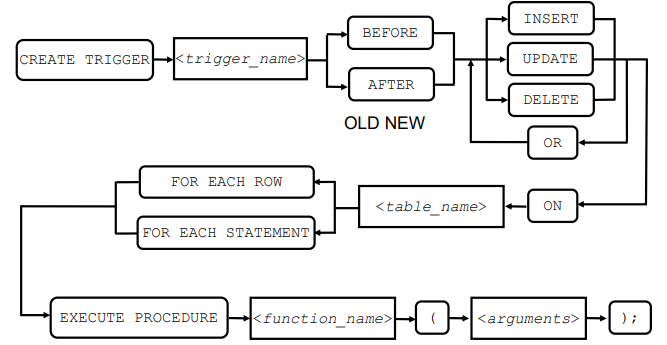 CREATE TRIGGER
<trigger_name>
BEFORE
AFTER
OLD NEW
INSERT
UPDATE
DELETE
OR
ON
<table_name>
FOR EACH ROW
FOR EACH STATEMENT
EXECUTE PROCEDURE
<function_name>
(
<arguments>
);